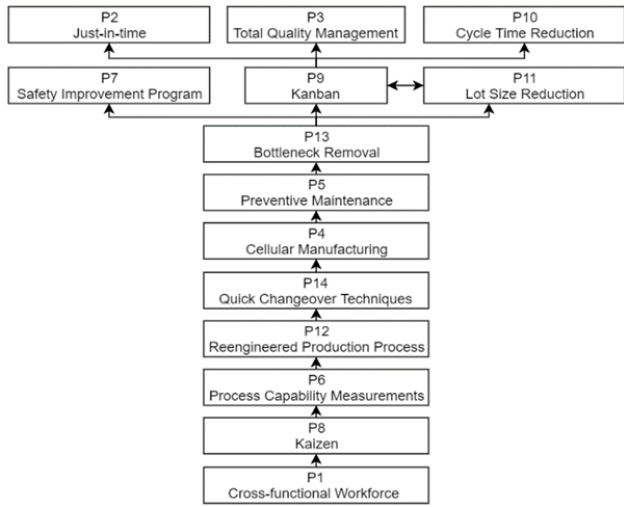 P2
Just-in-time
P3
Total Quality Management
P10
Cycle Time Reduction
P7
Safety Improvement Program
P9
Kanban
P11
Lot Size Reduction
P13
Bottleneck Removal
P5
Preventive Maintenance
P4
Cellular Manufacturing
P14
Quick Changeover Techniques
P12
Reengineered Production Process
P6
Process Capability Measurements
P8
Kaizen
P1
Cross-functional Workforce